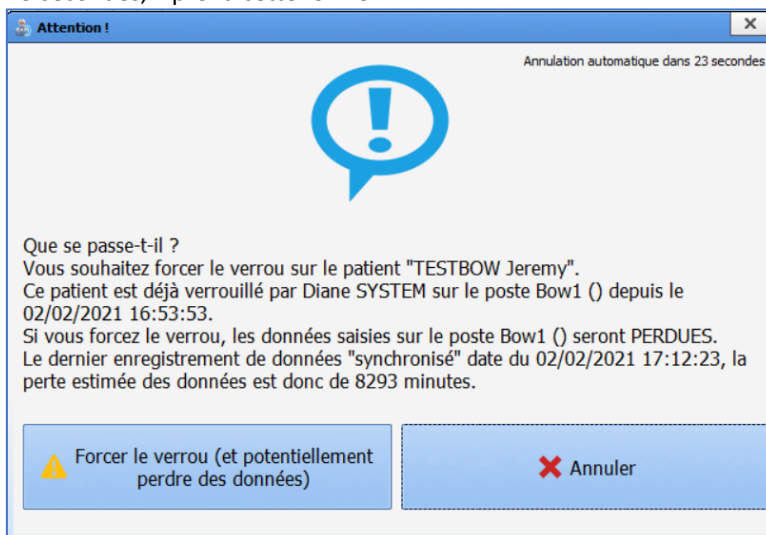 Attention !
Annulation automatique dans 23 secondes
Que se passe-t-il ?
Vous souhaitez forcer le verrou sur le patient "TESTBOW Jeremy".
Ce patient est déjà verrouillé par Diane SYSTEM sur le poste Bow1 () depuis le
02/02/2021 16:53:53.
Si vous forcez le verrou, les données saisies sur le poste Bow1 () seront PERDUES.
Le dernier enregistrement de données "synchronisé" date du 02/02/2021 17:12:23, la
perte estimée des données est donc de 8293 minutes.
Forcer le verrou (et potentiellement
perdre des données)
Annuler